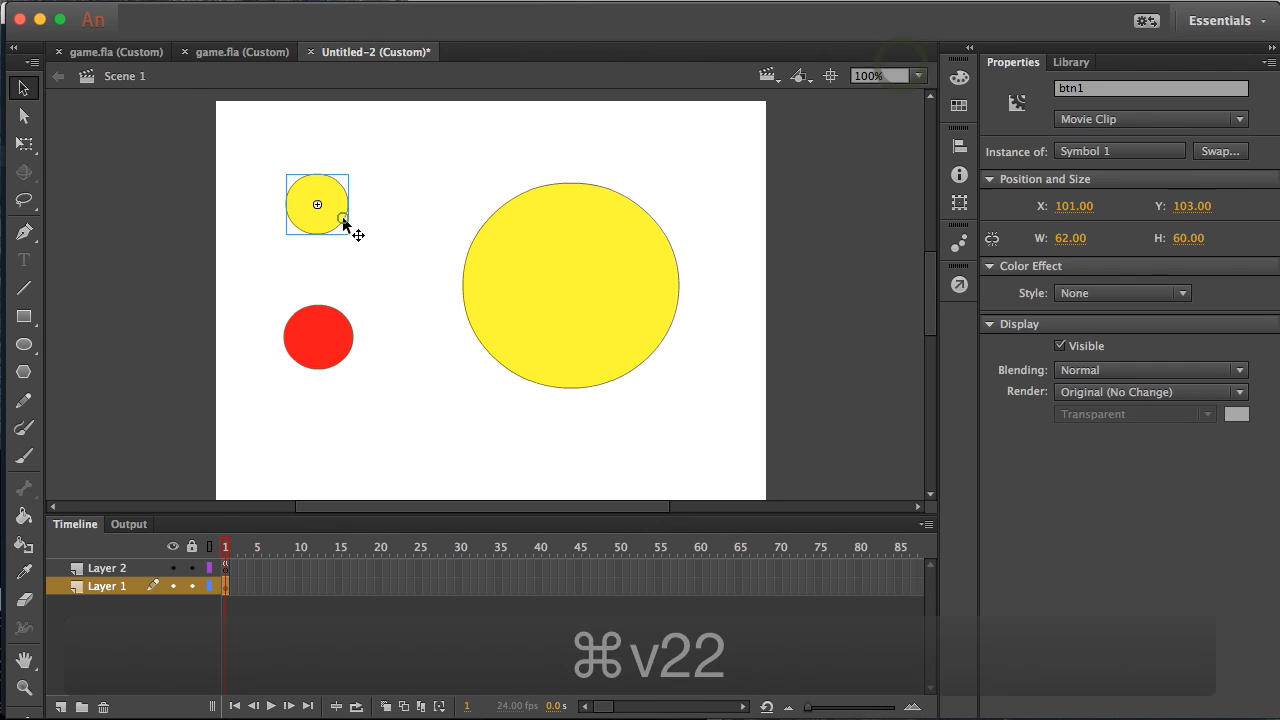 An
Essentials
game.fla (Custom)
game.fla (Custom)
Untitled-2 (Custom)*
Scene 1
100%
Properties
Library
btn1
Movie Clip
Instance of: Symbol 1 Swap...
Position and Size
X: 101.00 Y: 103.00
W: 62.00 H: 60.00
Color Effect
Style: None
Display
Visible
Blending: Normal
Render: Original (No Change)
Transparent
Timeline
Output
1 5 10 15 20 25 30 35 40 45 50 55 60 65 70 75 80 85
Layer 2
Layer 1
⌘v22
1 24.00 fps 0.0 s